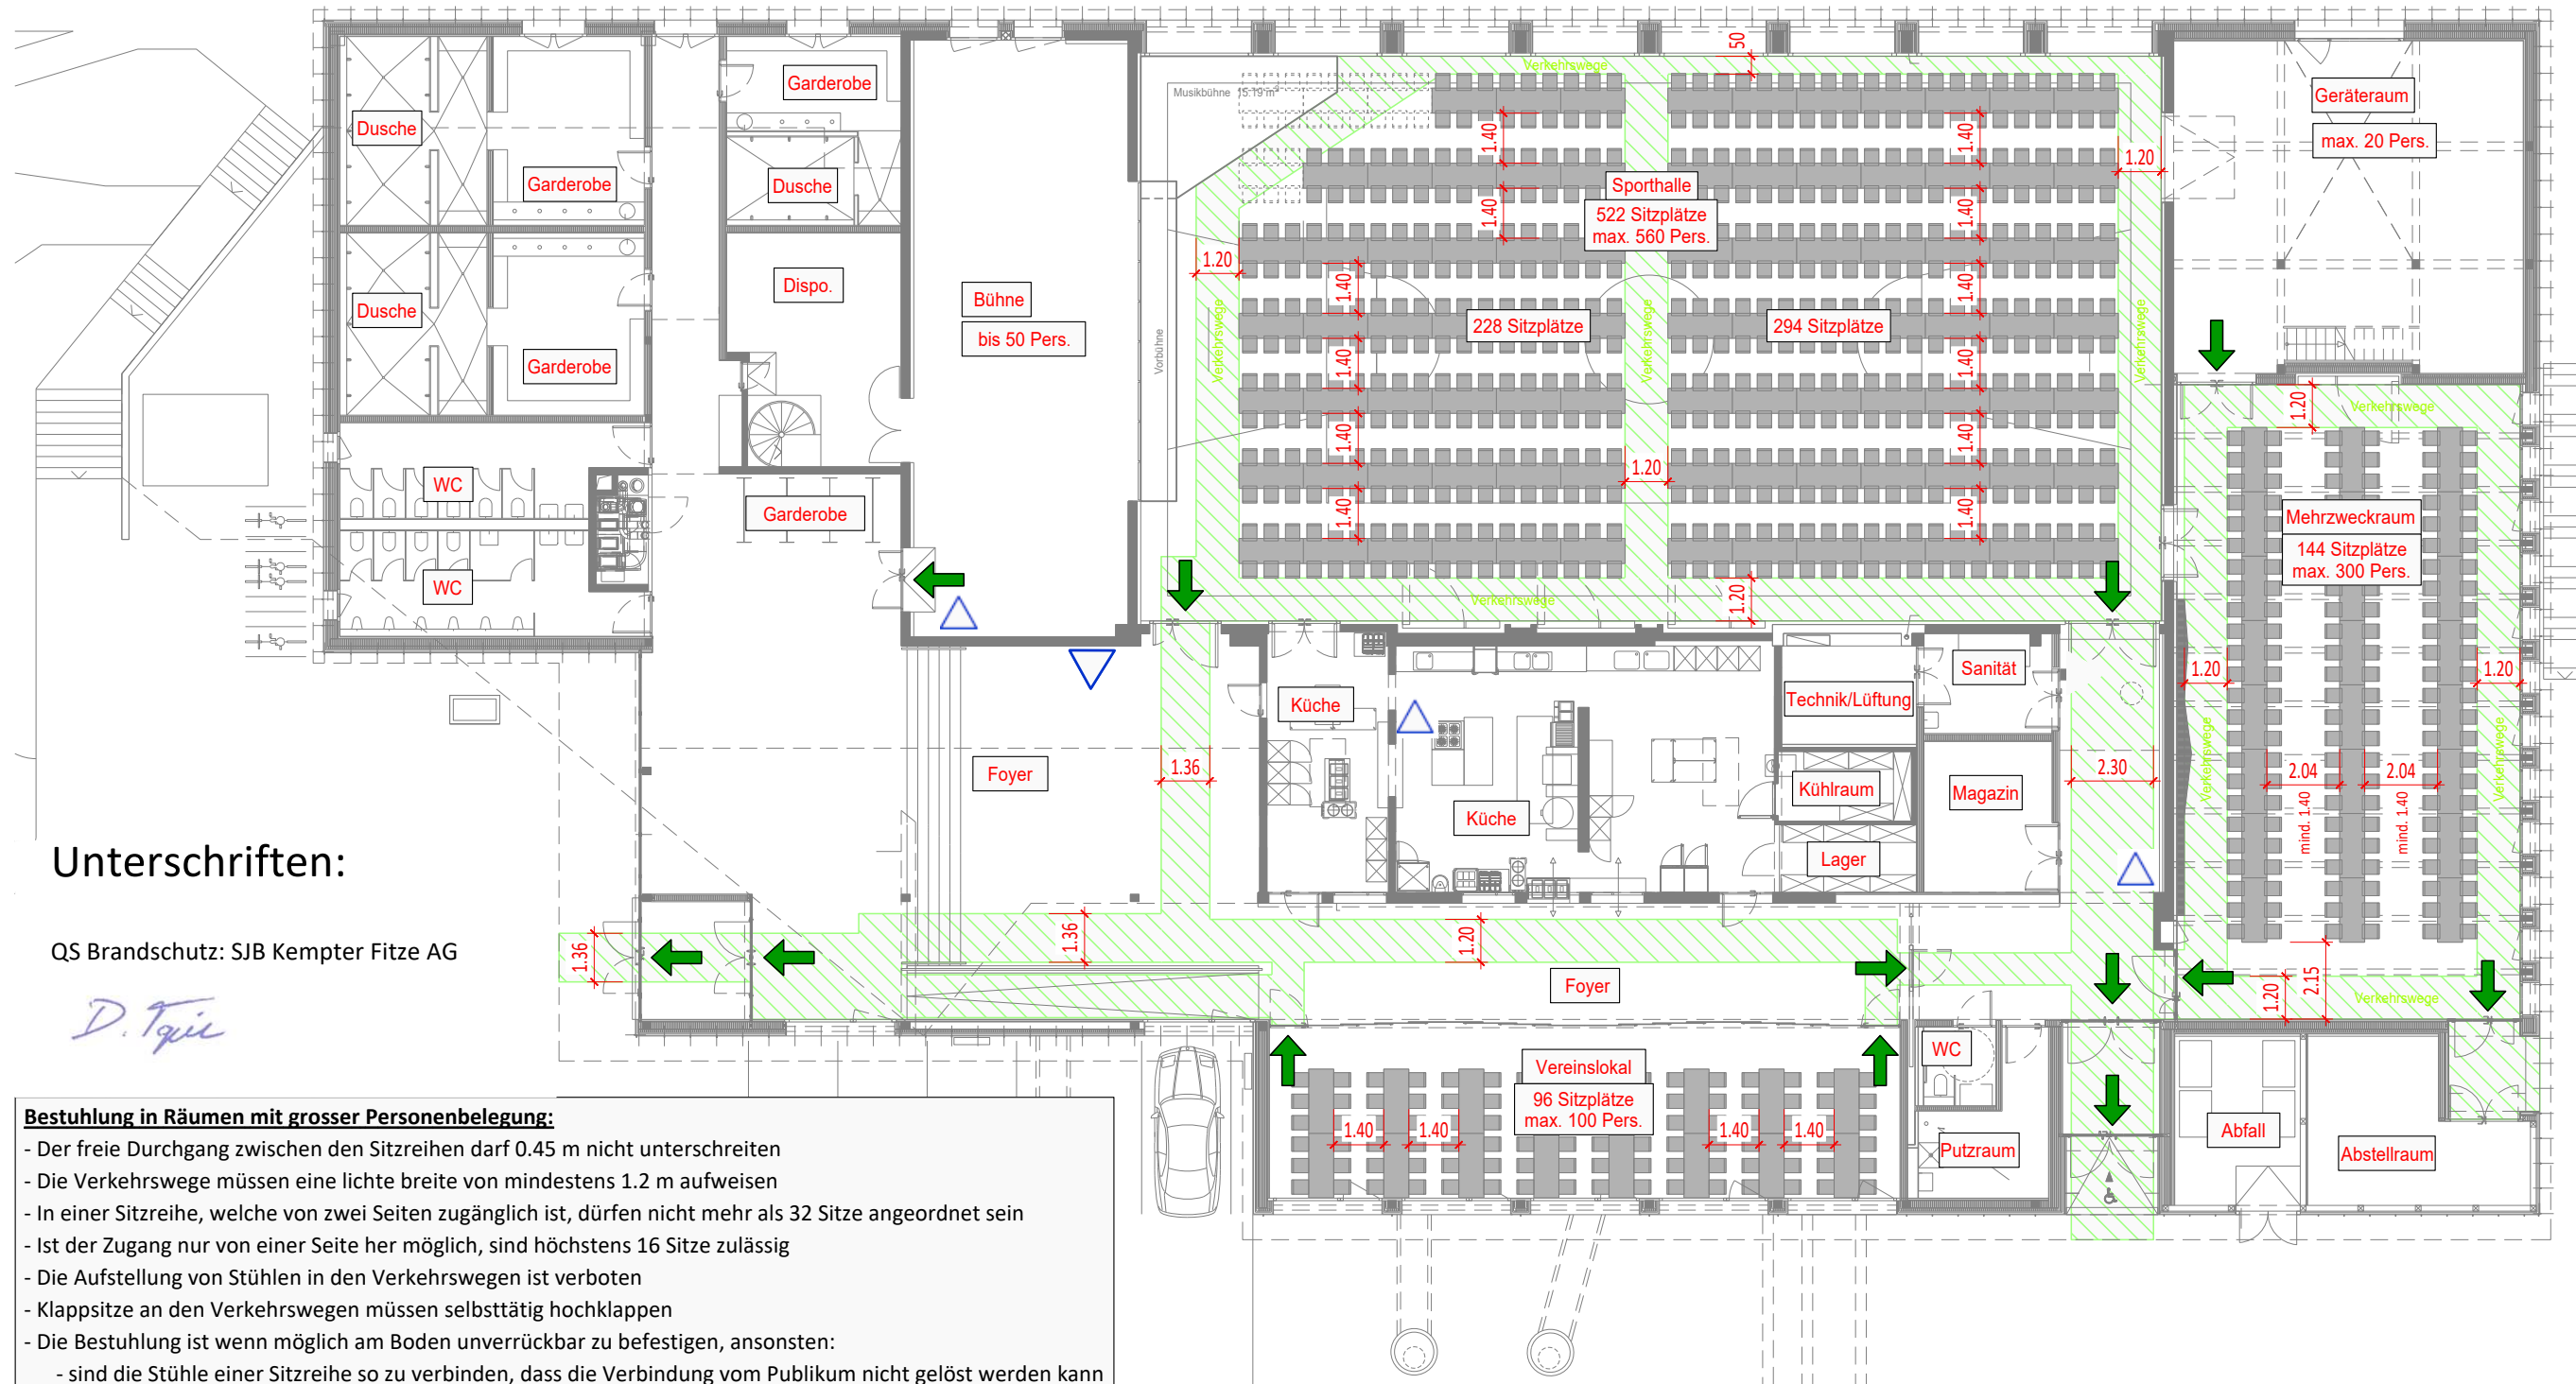 50
Verkehrswege
Garderobe
Musikbühne 15.19 m²
Geräteraum
max. 20 Pers.
Dusche
1.40
1.40
1.20
Garderobe
Dusche
Sporthalle
522 Sitzplätze
max. 560 Pers.
1.40
1.40
1.20
Dispo.
Bühne
bis 50 Pers.
1.40
1.40
Dusche
Verkehrswege
228 Sitzplätze
Verkehrswege
294 Sitzplätze
Verkehrswege
Vorbühne
Garderobe
1.40
1.40
1.20
Verkehrswege
1.40
1.40
WC
1.20
Garderobe
1.40
1.40
Mehrzweckraum
144 Sitzplätze
max. 300 Pers.
WC
Verkehrswege
1.20
Küche
Technik/Lüftung
Sanität
1.20
1.20
Foyer
1.36
Verkehrswege
Verkehrswege
Küche
Kühlraum
Magazin
2.30
2.04
2.04
mind. 1.40
mind. 1.40
Lager
Unterschriften:
1.36
1.36
1.20
QS Brandschutz: SJB Kempter Fitze AG
Foyer
1.20
2.15
Verkehrswege
WC
Vereinslokal
96 Sitzplätze
max. 100 Pers.
1.40
1.40
1.40
1.40
Putzraum
Abfall
Abstellraum
Bestuhlung in Räumen mit grosser Personenbelegung:
- Der freie Durchgang zwischen den Sitzreihen darf 0.45 m nicht unterschreiten
- Die Verkehrswege müssen eine lichte breite von mindestens 1.2 m aufweisen
- In einer Sitzreihe, welche von zwei Seiten zugänglich ist, dürfen nicht mehr als 32 Sitze angeordnet sein
- Ist der Zugang nur von einer Seite her möglich, sind höchstens 16 Sitze zulässig
- Die Aufstellung von Stühlen in den Verkehrswegen ist verboten
- Klappsitze an den Verkehrswegen müssen selbsttätig hochklappen
- Die Bestuhlung ist wenn möglich am Boden unverrückbar zu befestigen, ansonsten:
- sind die Stühle einer Sitzreihe so zu verbinden, dass die Verbindung vom Publikum nicht gelöst werden kann